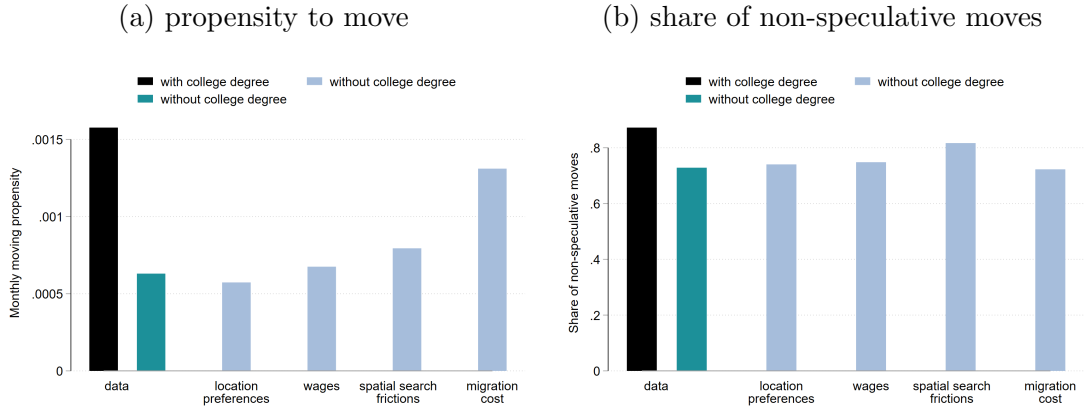 (a) propensity to move
with college degree
without college degree
without college degree
Monthly moving propensity
.0015
.001
.0005
0
data
location
preferences
wages
spatial search
frictions
migration
cost
(b) share of non-speculative moves
with college degree
without college degree
without college degree
Share of non-speculative moves
.8
.6
.4
.2
0
data
location
preferences
wages
spatial search
frictions
migration
cost